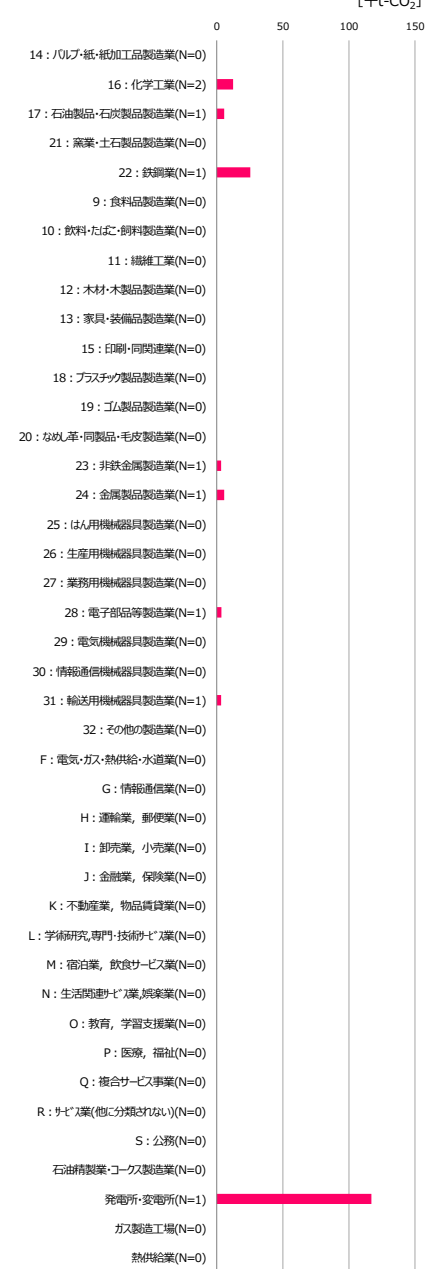 [千t-CO₂]
0 50 100 150
14：パルプ・紙・紙加工品製造業(N=0)
16：化学工業(N=2)
17：石油製品・石炭製品製造業(N=1)
21：窯業・土石製品製造業(N=0)
22：鉄鋼業(N=1)
9：食料品製造業(N=0)
10：飲料・たばこ・飼料製造業(N=0)
11：繊維工業(N=0)
12：木材・木製品製造業(N=0)
13：家具・装備品製造業(N=0)
15：印刷・同関連業(N=0)
18：プラスチック製品製造業(N=0)
19：ゴム製品製造業(N=0)
20：なめし革・同製品・毛皮製造業(N=0)
23：非鉄金属製造業(N=1)
24：金属製品製造業(N=1)
25：はん用機械器具製造業(N=0)
26：生産用機械器具製造業(N=0)
27：業務用機械器具製造業(N=0)
28：電子部品等製造業(N=1)
29：電気機械器具製造業(N=0)
30：情報通信機械器具製造業(N=0)
31：輸送用機械器具製造業(N=1)
32：その他の製造業(N=0)
F：電気・ガス・熱供給・水道業(N=0)
G：情報通信業(N=0)
H：運輸業，郵便業(N=0)
I：卸売業，小売業(N=0)
J：金融業，保険業(N=0)
K：不動産業，物品賃貸業(N=0)
L：学術研究,専門・技術ｻｰﾋﾞｽ業(N=0)
M：宿泊業，飲食サービス業(N=0)
N：生活関連ｻｰﾋﾞｽ業,娯楽業(N=0)
O：教育，学習支援業(N=0)
P：医療，福祉(N=0)
Q：複合サービス事業(N=0)
R：ｻｰﾋﾞｽ業(他に分類されない)(N=0)
S：公務(N=0)
石油精製業・コークス製造業(N=0)
発電所・変電所(N=1)
ガス製造工場(N=0)
熱供給業(N=0)